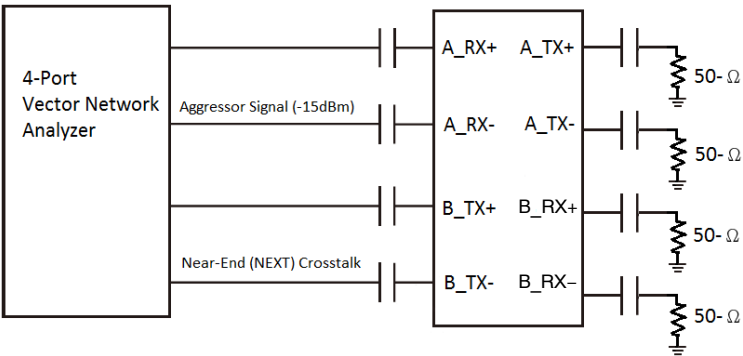 4-Port
Vector Network
Analyzer
Aggressor Signal (-15dBm)
Near-End (NEXT) Crosstalk
A_RX+ A_TX+
A_RX- A_TX-
B_TX+ B_RX+
B_TX- B_RX−
50- Ω
50- Ω
50- Ω
50- Ω